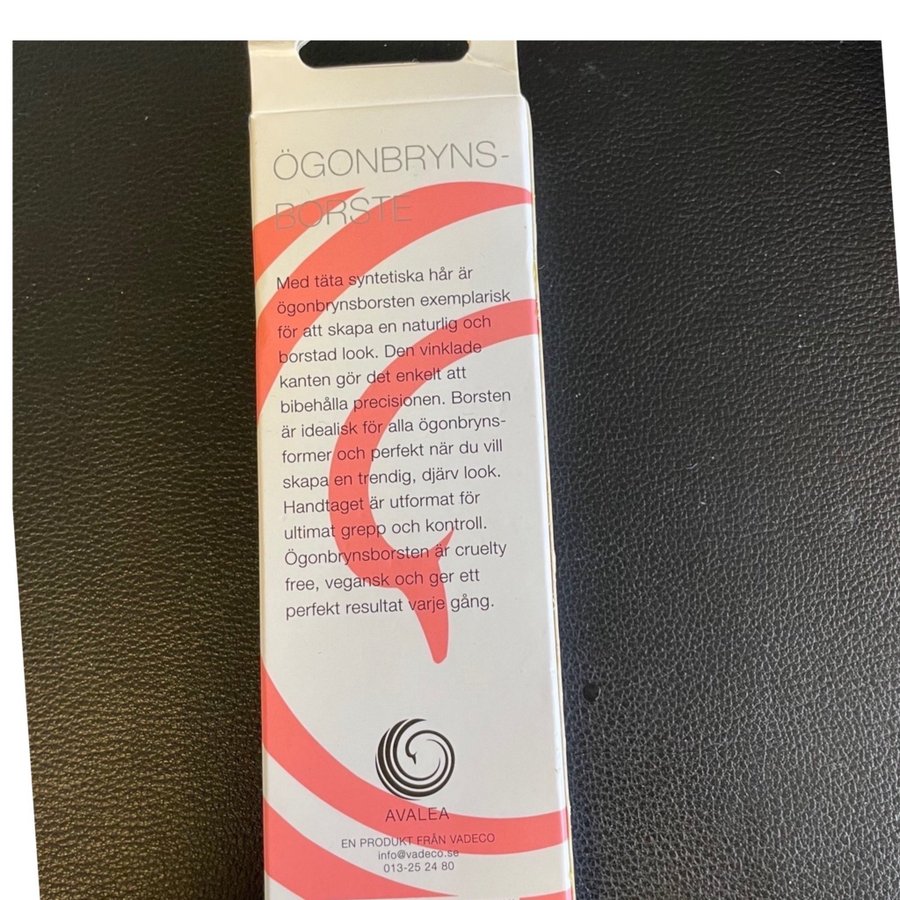 ÖGONBRYNS-
BORSTE
Med täta syntetiska hår är
ögonbrynsborsten exemplarisk
för att skapa en naturlig och
borstad look. Den vinklade
kanten gör det enkelt att
bibehålla precisionen. Borsten
är idealisk för alla ögonbryns-
former och perfekt när du vill
skapa en trendig, djärv look.
Handtaget är utformat för
ultimat grepp och kontroll.
Ögonbrynsborsten är cruelty
free, vegansk och ger ett
perfekt resultat varje gång.
AVALEA
EN PRODUKT FRÅN VADECO
info@vadeco.se
013-25 24 80